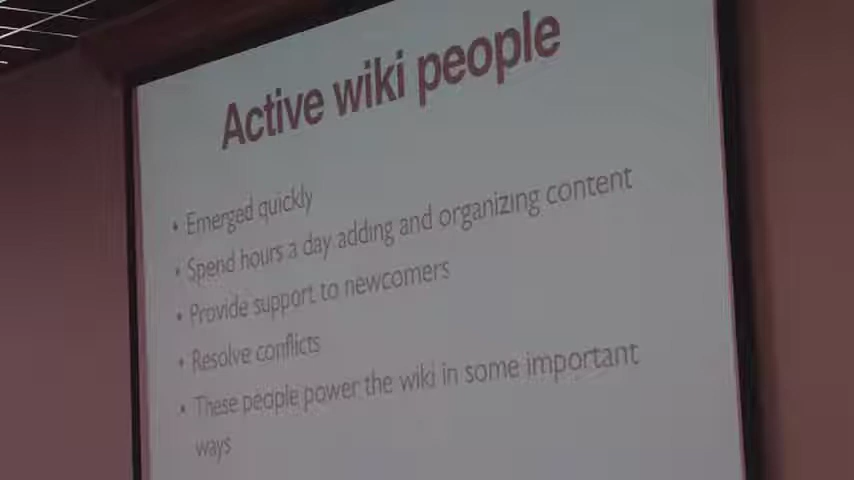 Active wiki people
• Emerged quickly
• Spend hours a day adding and organizing content
• Provide support to newcomers
• Resolve conflicts
• These people power the wiki in some important
ways